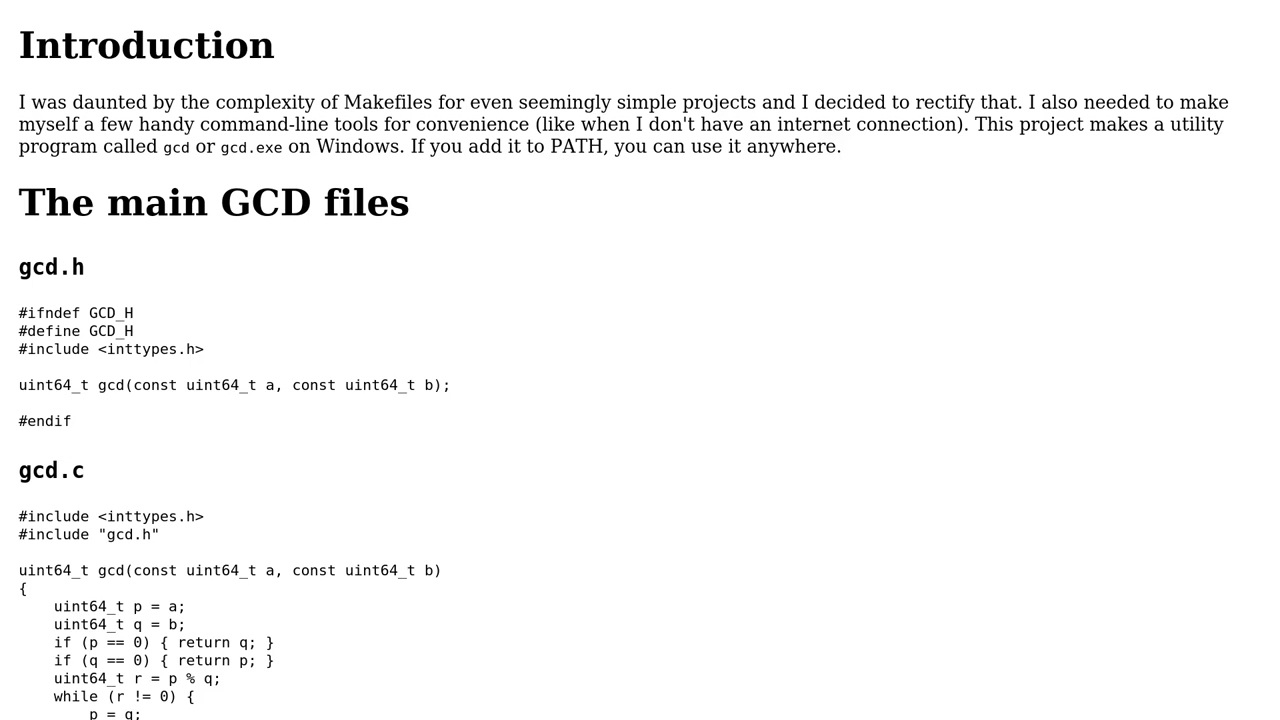 Introduction
I was daunted by the complexity of Makefiles for even seemingly simple projects and I decided to rectify that. I also needed to make
myself a few handy command-line tools for convenience (like when I don't have an internet connection). This project makes a utility
program called gcd or gcd.exe on Windows. If you add it to PATH, you can use it anywhere.
The main GCD files
gcd.h
#ifndef GCD_H
#define GCD_H
#include <inttypes.h>
uint64_t gcd(const uint64_t a, const uint64_t b);
#endif
gcd.c
#include <inttypes.h>
#include "gcd.h"
uint64_t gcd(const uint64_t a, const uint64_t b)
{
    uint64_t p = a;
    uint64_t q = b;
    if (p == 0) { return q; }
    if (q == 0) { return p; }
    uint64_t r = p % q;
    while (r != 0) {
        p = q;